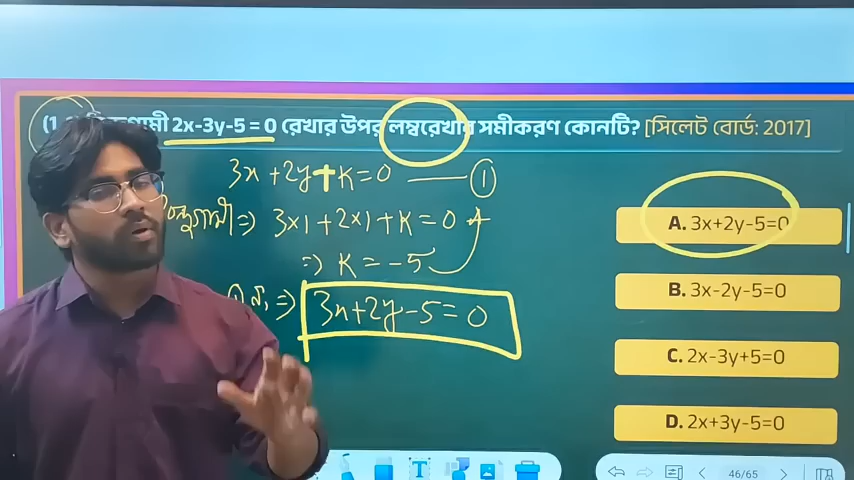 (1, গামী 2x-3y-5 = 0 রেখার উপর লম্বরেখার সমীকরণ কোনটি? [সিলেট বোর্ড: 2017]
3x + 2y + K = 0 —— ①
⇒ 3×1 + 2×1 + K = 0
⇒ K = -5
⇒ 3x+2y-5 = 0
A. 3x+2y-5=0
B. 3x-2y-5=0
C. 2x-3y+5=0
D. 2x+3y-5=0
T
46/65